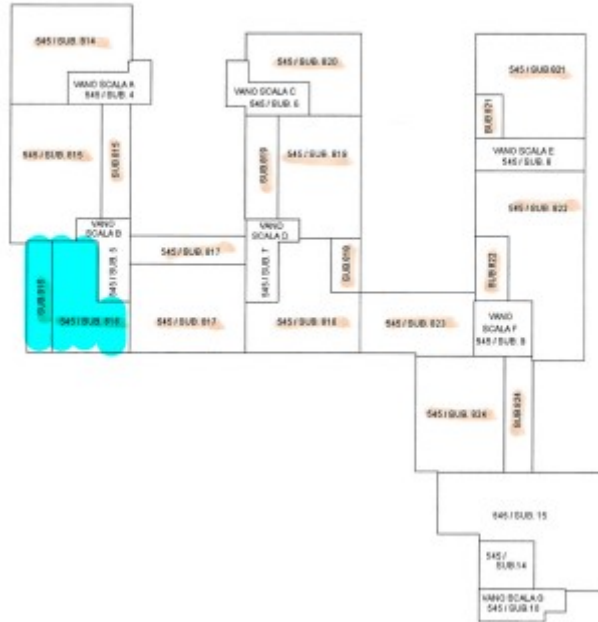 545 / SUB. 814
VANO SCALA A
545 / SUB. 4
545 / SUB. 815
SUB.815
VANO
SCALA B
545 / SUB. 5
SUB.816
545 / SUB. 816
545 / SUB. 817
545 / SUB. 817
545 / SUB. 820
VANO SCALA C
545 / SUB. 6
SUB.819
545 / SUB. 819
VANO
SCALA D
545 / SUB. 7
SUB.818
545 / SUB. 818
545 / SUB. 821
SUB.821
VANO SCALA E
545 / SUB. 8
545 / SUB. 822
SUB.822
545 / SUB. 823
VANO
SCALA F
545 / SUB. 9
545 / SUB. 824
SUB.824
545 / SUB. 15
545 /
SUB.14
VANO SCALA G
545 / SUB. 10